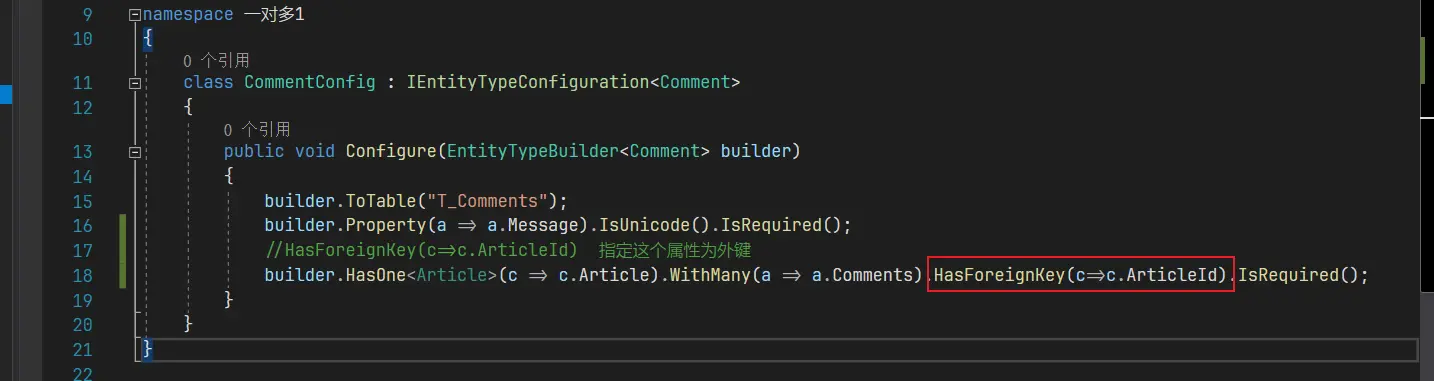 9 namespace 一对多1
10 {
0 个引用
11 class CommentConfig : IEntityTypeConfiguration<Comment>
12 {
0 个引用
13 public void Configure(EntityTypeBuilder<Comment> builder)
14 {
15 builder.ToTable("T_Comments");
16 builder.Property(a => a.Message).IsUnicode().IsRequired();
17 //HasForeignKey(c=>c.ArticleId) 指定这个属性为外键
18 builder.HasOne<Article>(c => c.Article).WithMany(a => a.Comments).HasForeignKey(c=>c.ArticleId).IsRequired();
19 }
20 }
21 }
22